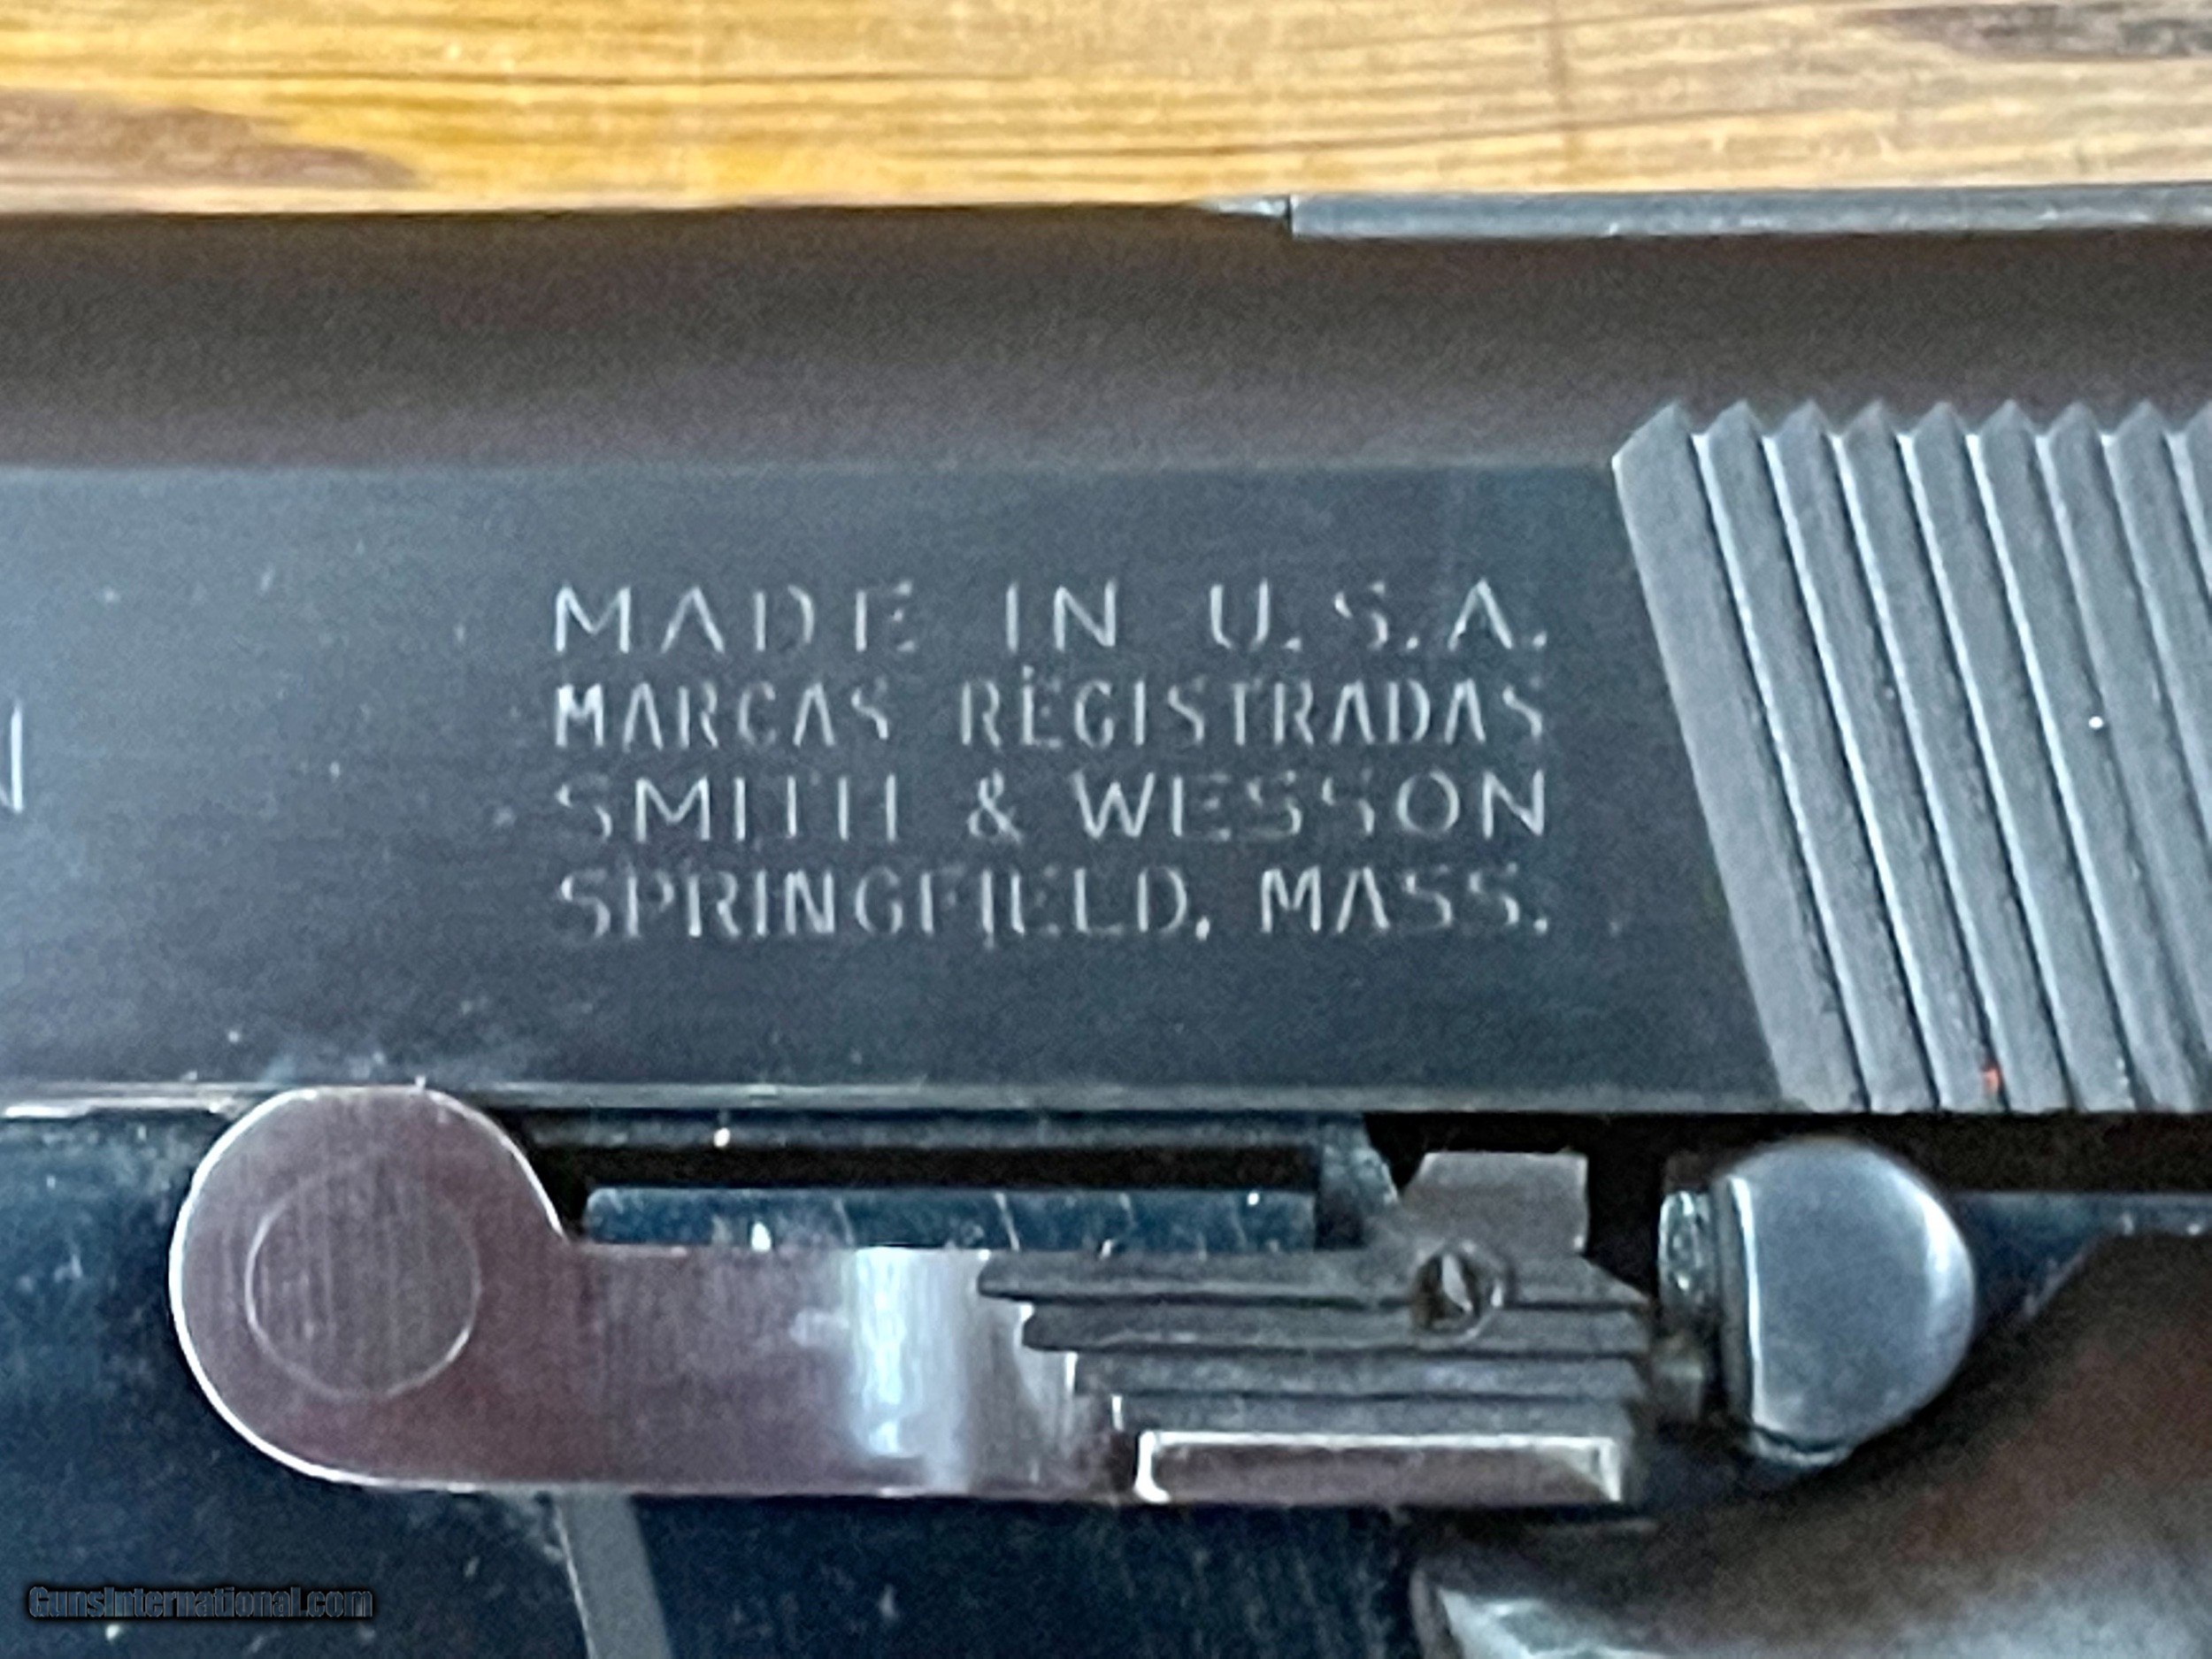 MADE IN U.S.A.
MARCAS REGISTRADAS
SMITH & WESSON
SPRINGFIELD, MASS.
GunsInternational.com